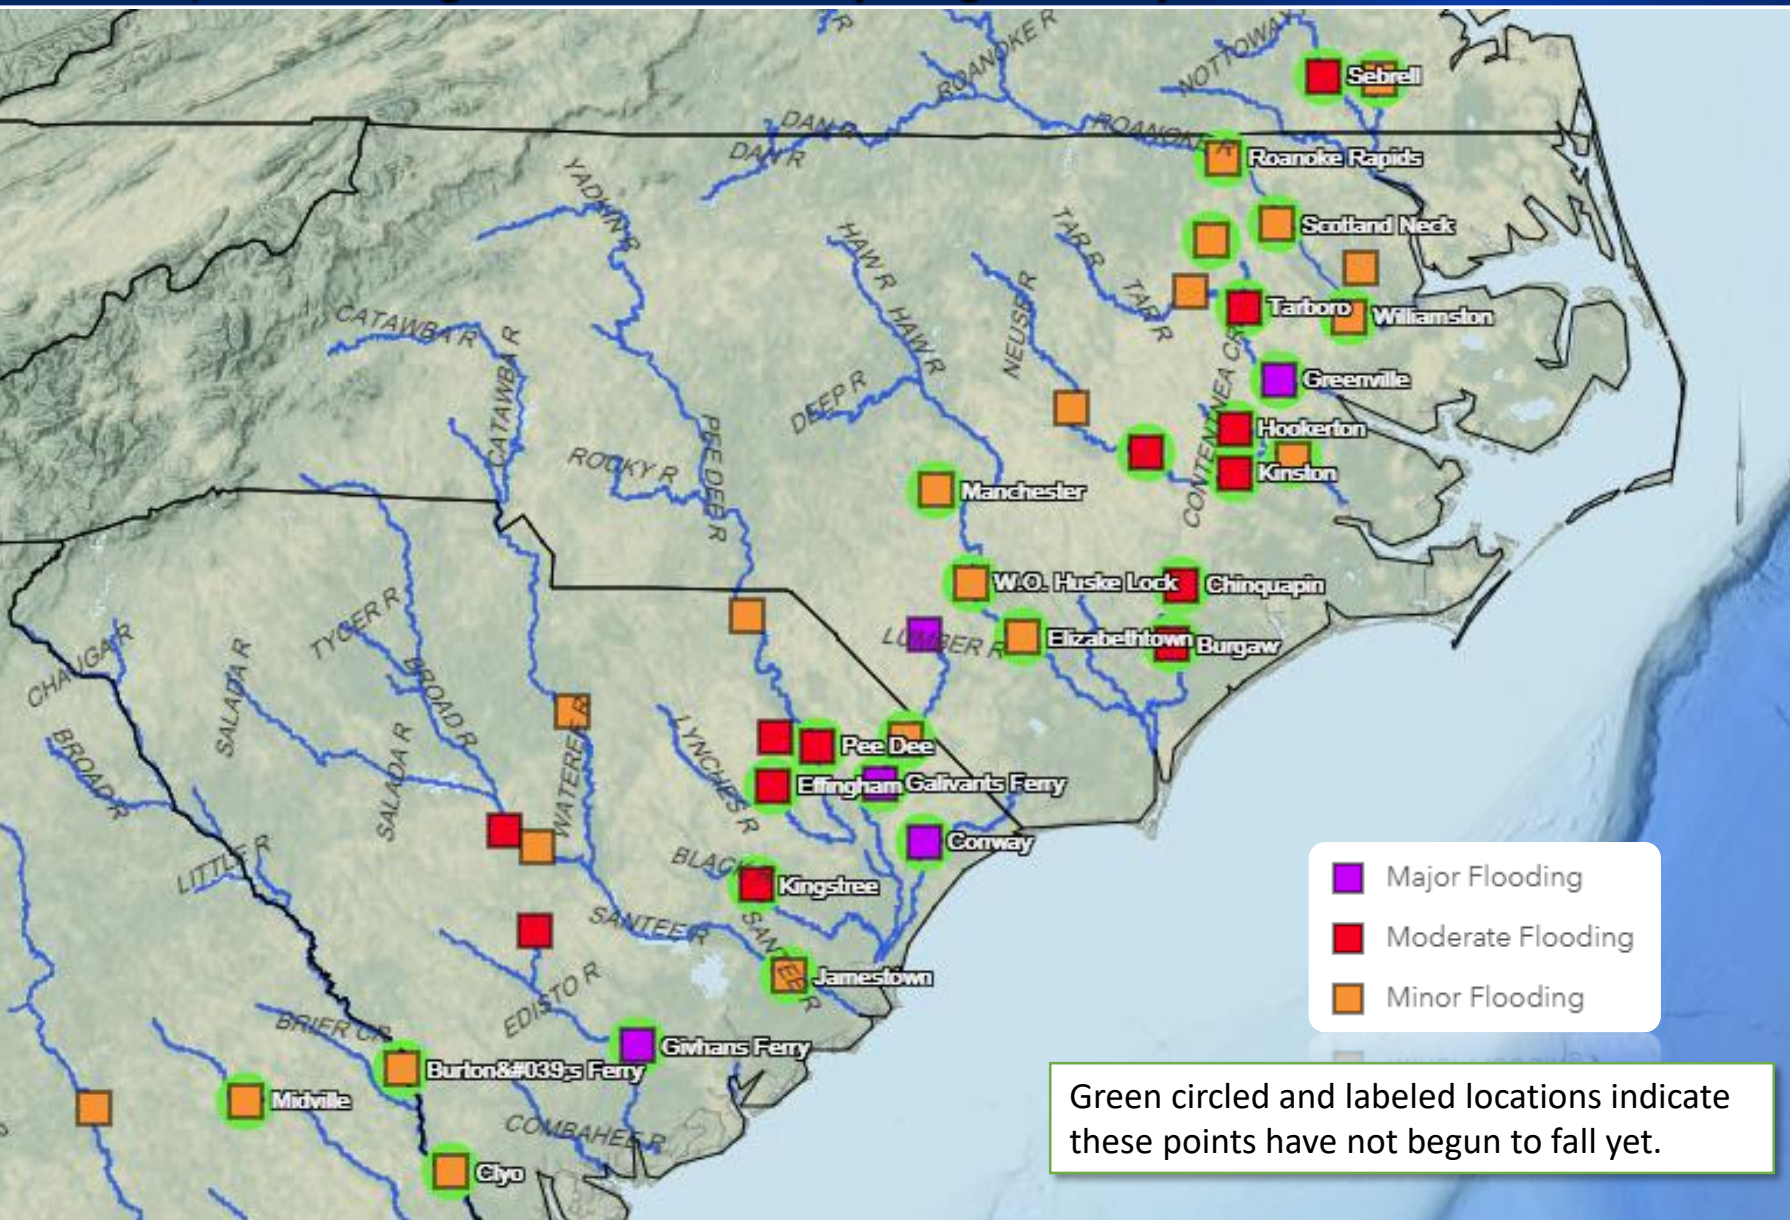 ROANOKE R
NOTTOWAY
Sebrell
DAN R
DAN R
ROANOKE R
Roanoke Rapids
YADKIN R
Scotland Neck
TAR R
HAW R
TAR R
Tarboro
Williamston
CATAWBA R
CATAWBA R
HAW R
NEUSE R
DEEP R
CONTENTNEA CR
Greenville
PEE DEE R
Hookerton
ROCKY R
Kinston
Manchester
W.O. Huske Lock
Chinquapin
LUMBER R
Elizabethtown
Burgaw
CHAUGA R
TYGER R
SALADA R
BROAD R
BROAD R
SALADA R
WATEREE R
LYNCHES R
Pee Dee
Effingham
Galivants Ferry
Conway
LITTLE R
BLACK
Kingstree
SANTEE R
SANTEE R
Jamestown
EDISTO R
BRIER CR
Givhans Ferry
Burton&#039;s Ferry
Midville
COMBAHEE R
Clyo
Major Flooding
Moderate Flooding
Minor Flooding
Green circled and labeled locations indicate
these points have not begun to fall yet.